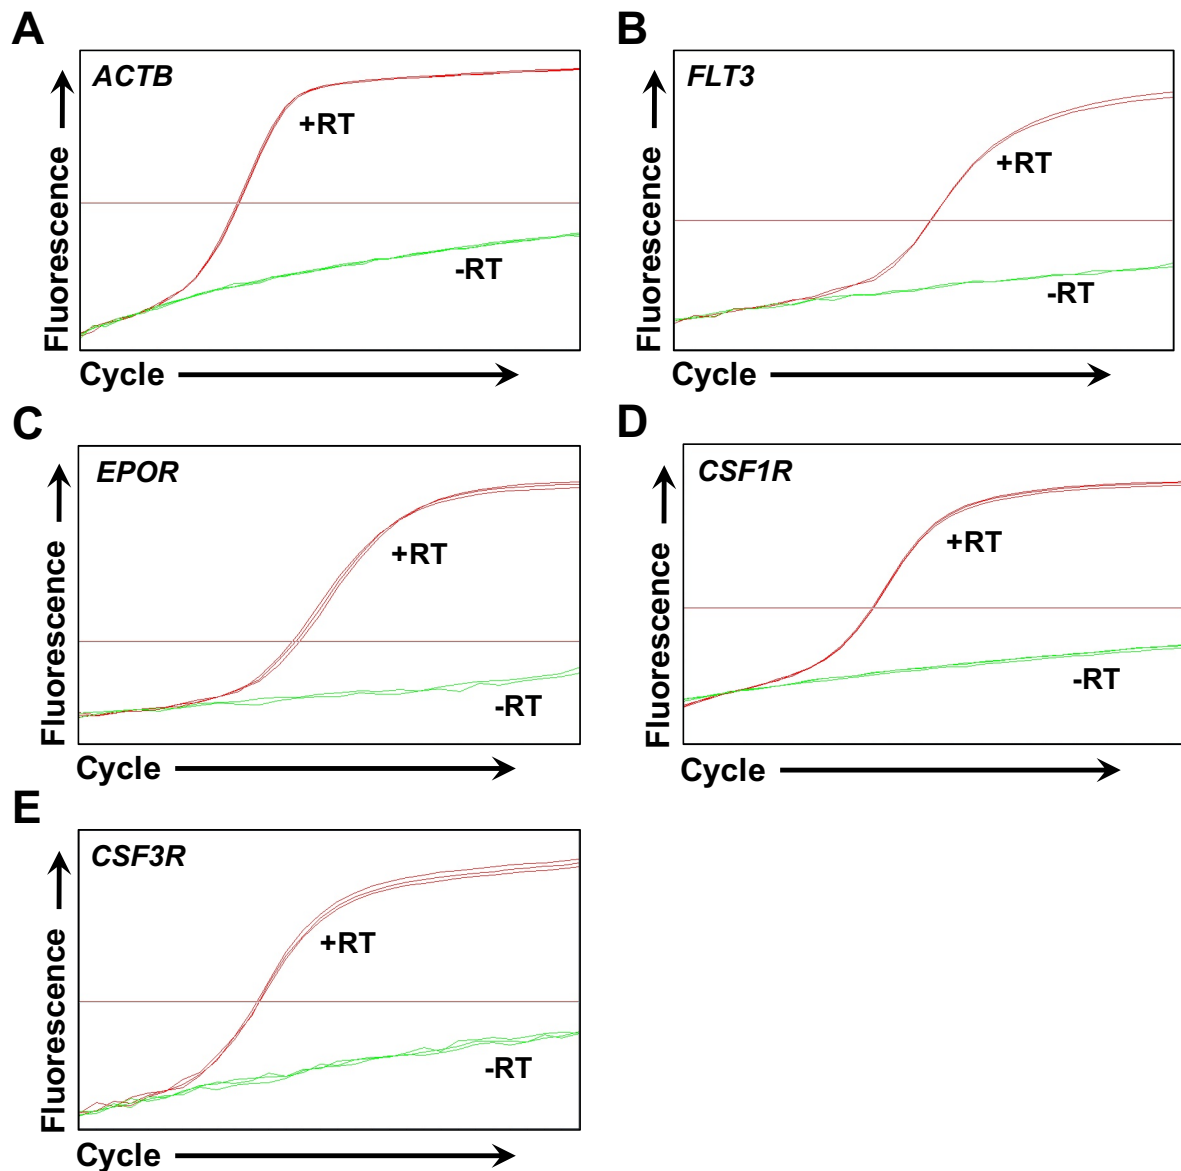 A
ACTB
+RT
-RT
Fluorescence
Cycle
B
FLT3
+RT
-RT
Fluorescence
Cycle
C
EPOR
+RT
-RT
Fluorescence
Cycle
D
CSF1R
+RT
-RT
Fluorescence
Cycle
E
CSF3R
+RT
-RT
Fluorescence
Cycle